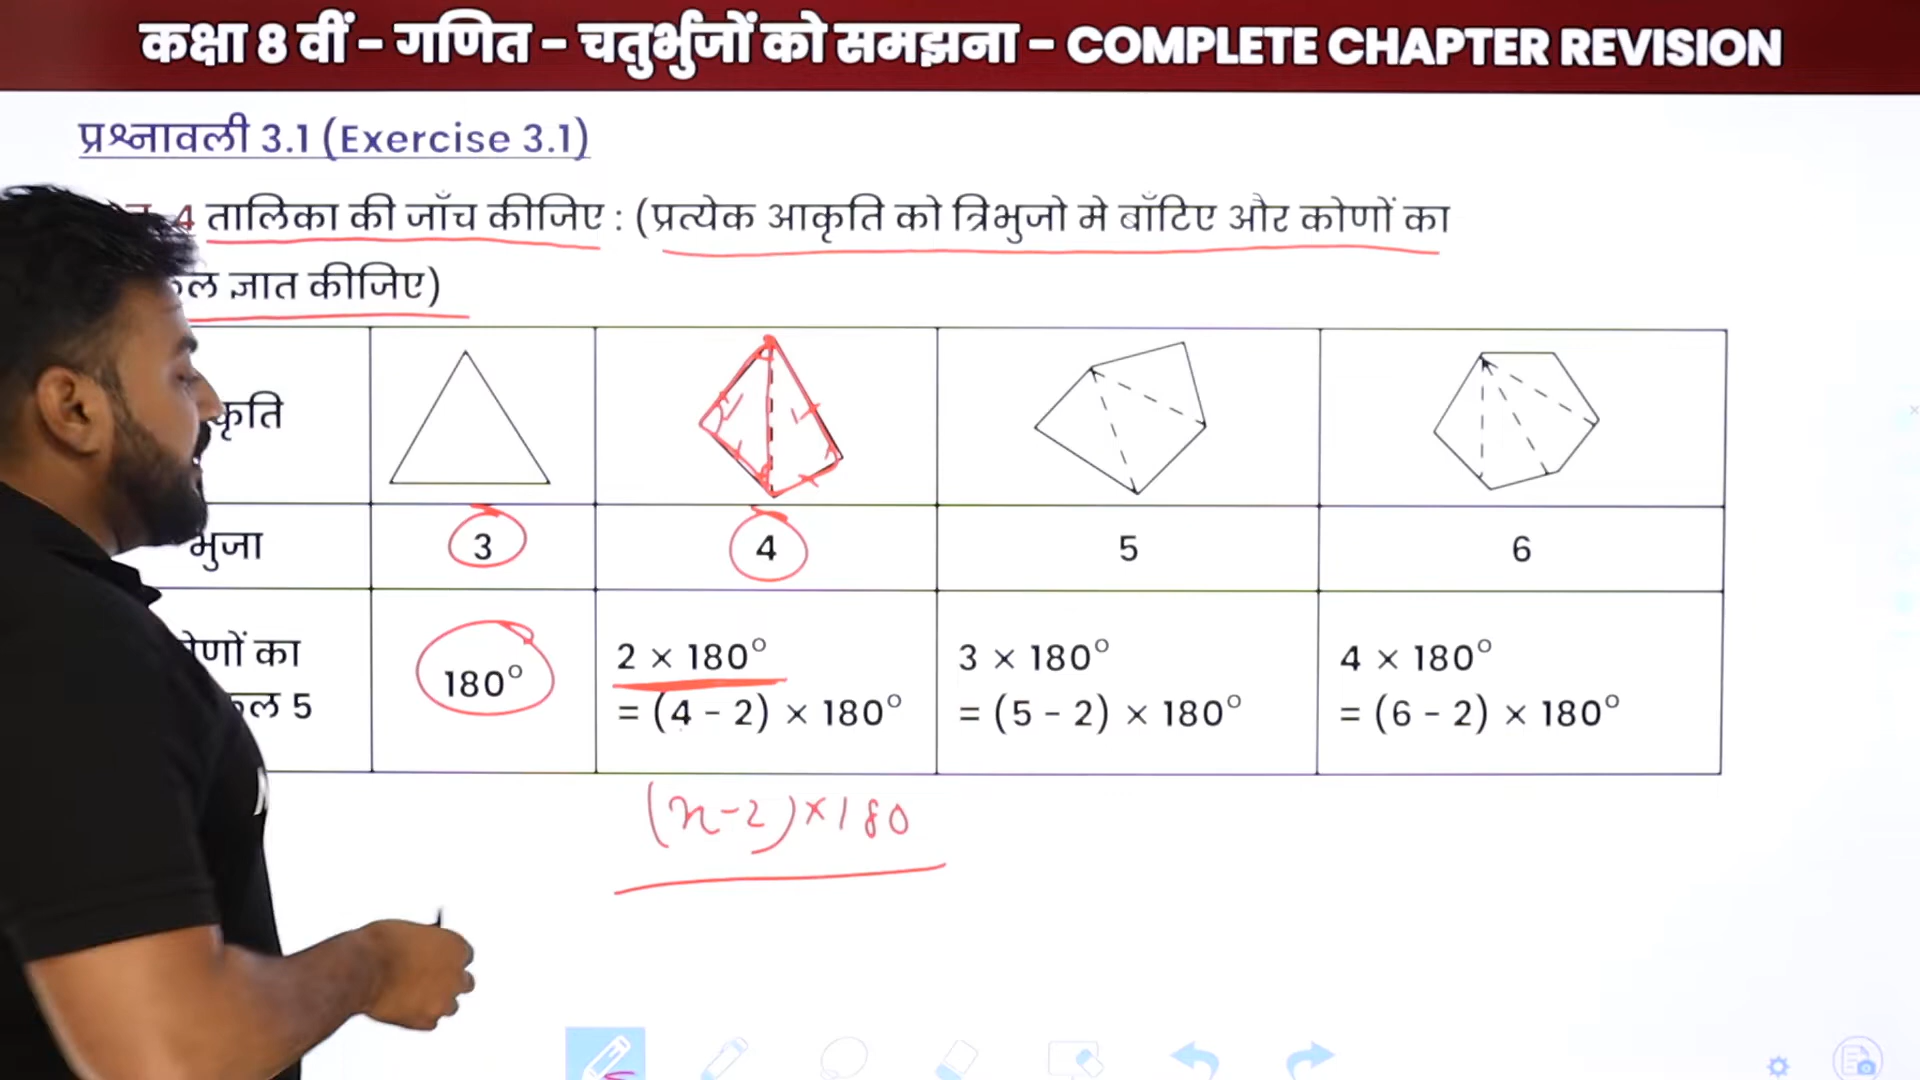 कक्षा 8 वीं - गणित - चतुर्भुजों को समझना - COMPLETE CHAPTER REVISION
प्रश्नावली 3.1 (Exercise 3.1)
4 तालिका की जाँच कीजिए : (प्रत्येक आकृति को त्रिभुजो मे बाँटिए और कोणों का
ज्ञात कीजिए)
भुजा 3 4 5 6
का 180° 2 × 180° 3 × 180° 4 × 180°
5 = (4 - 2) × 180° = (5 - 2) × 180° = (6 - 2) × 180°
(n-2)×180